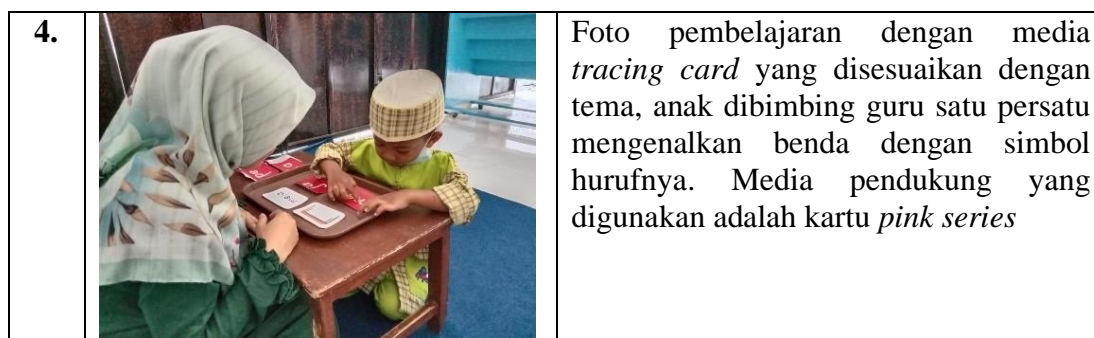 4.
Foto pembelajaran dengan media
tracing card yang disesuaikan dengan
tema, anak dibimbing guru satu persatu
mengenalkan benda dengan simbol
hurufnya. Media pendukung yang
digunakan adalah kartu pink series